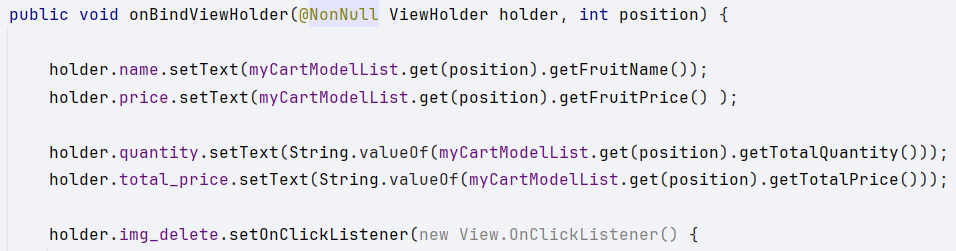 public void onBindViewHolder(@NonNull ViewHolder holder, int position) {
holder.name.setText(myCartModelList.get(position).getFruitName());
holder.price.setText(myCartModelList.get(position).getFruitPrice() );
holder.quantity.setText(String.valueOf(myCartModelList.get(position).getTotalQuantity()));
holder.total_price.setText(String.valueOf(myCartModelList.get(position).getTotalPrice()));
holder.img_delete.setOnClickListener(new View.OnClickListener() {